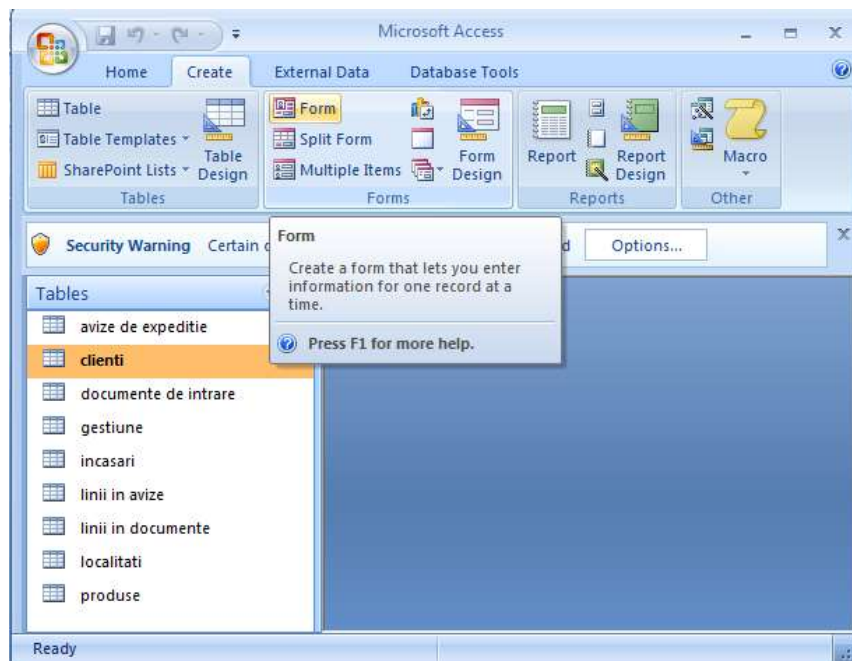 Microsoft Access
Home Create External Data Database Tools
Table
Table Templates
SharePoint Lists
Table
Design
Tables
Form
Split Form
Multiple Items
Form
Design
Forms
Report
Report
Design
Reports
Macro
Other
Security Warning Certain
Options...
Form
Create a form that lets you enter
information for one record at a
time.
Press F1 for more help.
Tables
avize de expeditie
clienti
documente de intrare
gestiune
incasari
linii in avize
linii in documente
localitati
produse
Ready